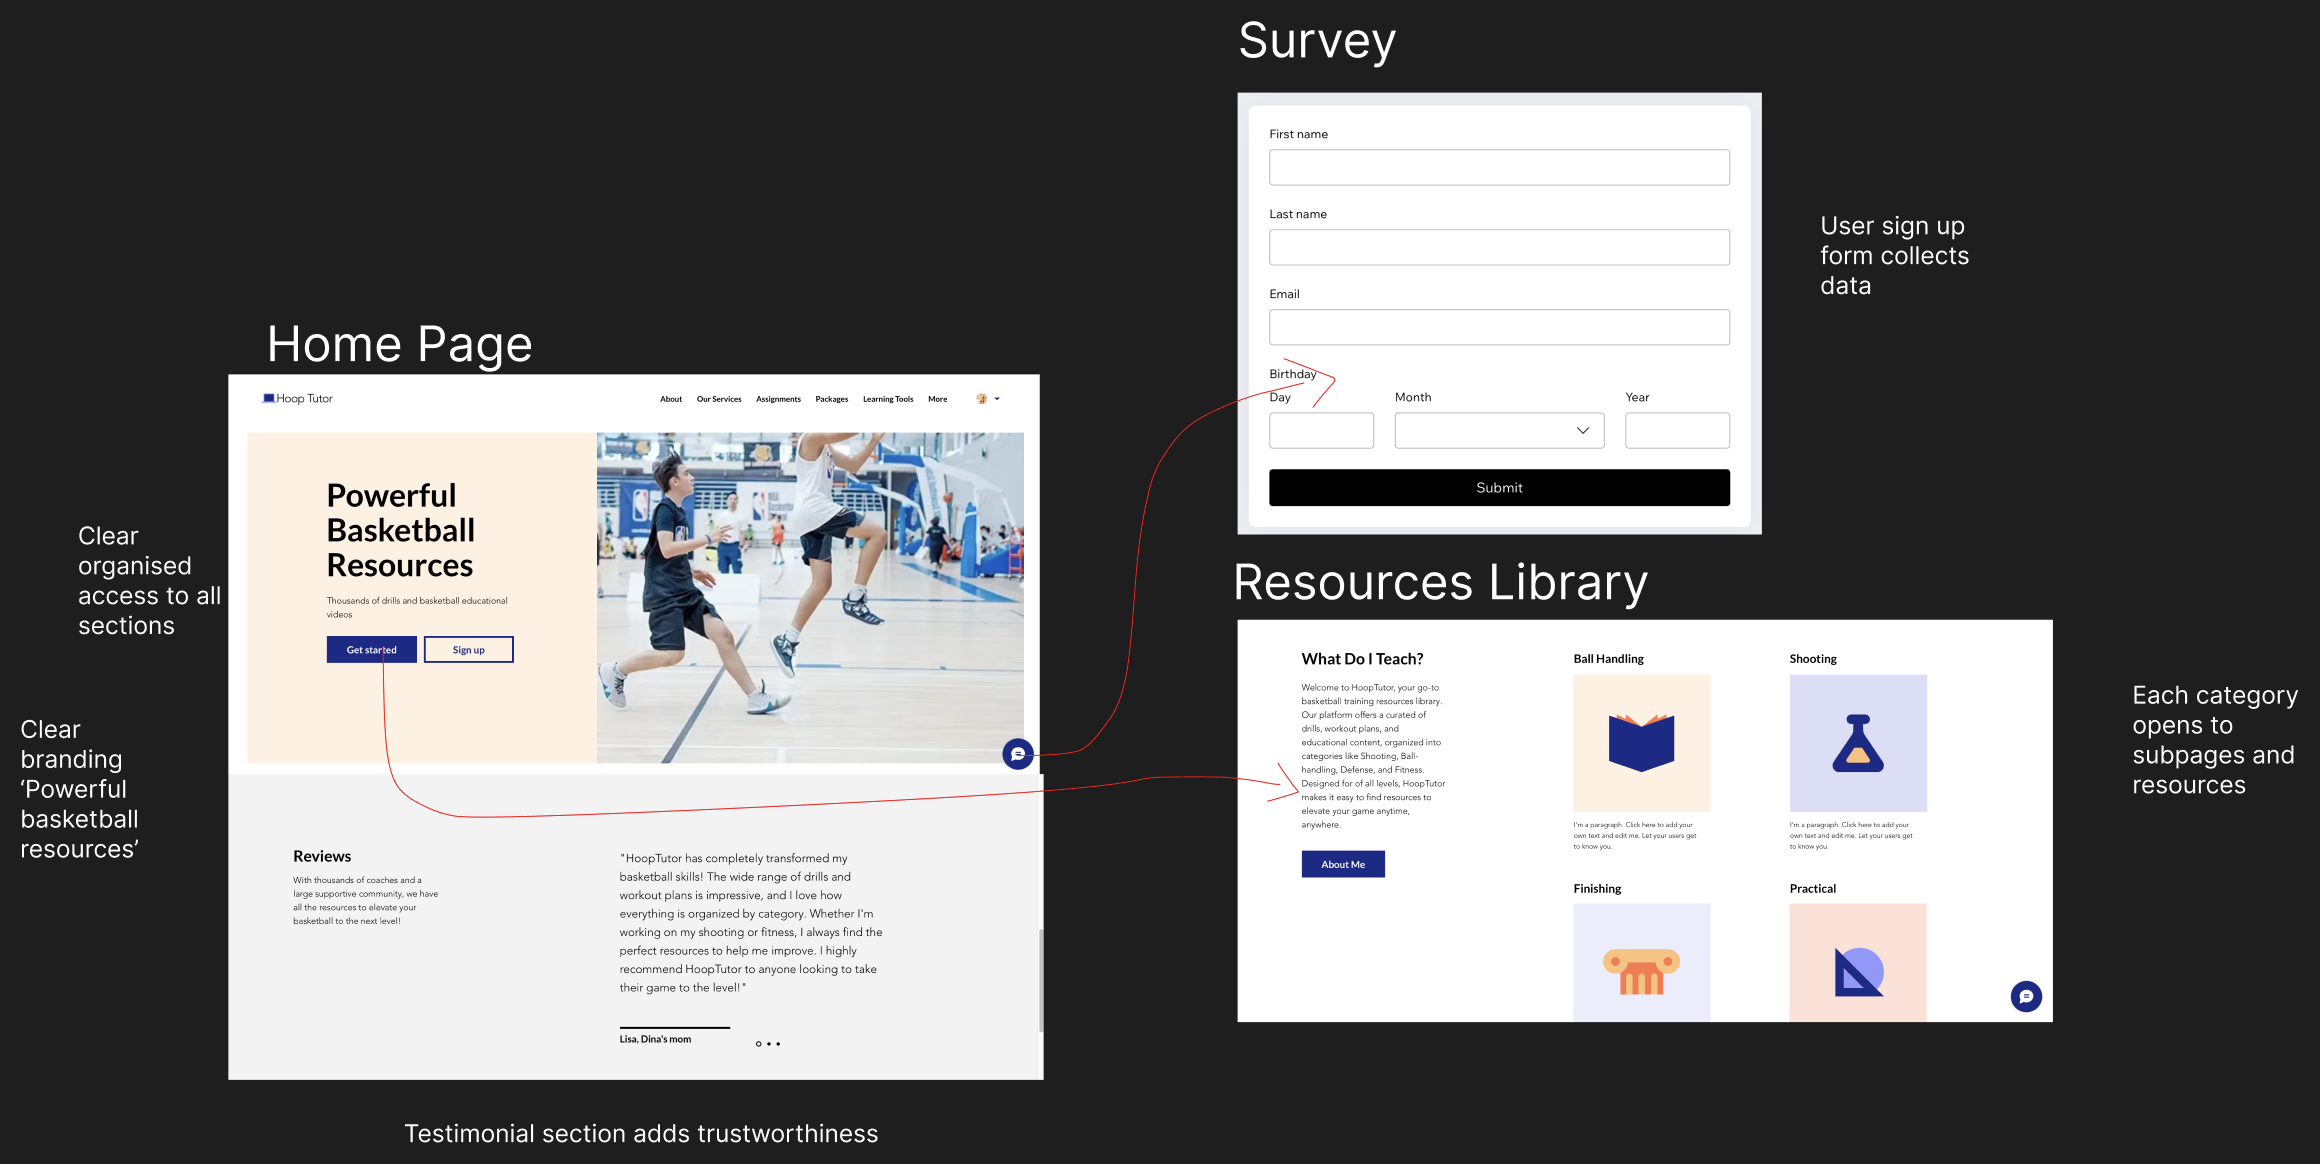 Survey
First name
Last name
Email
Birthday
Day
Month
Year
Submit
User sign up
form collects
data
Home Page
Hoop Tutor
About
Our Services
Assignments
Packages
Learning Tools
More
Powerful
Basketball
Resources
Thousands of drills and basketball educational
videos
Get started
Sign up
Clear
organised
access to all
sections
Clear
branding
‘Powerful
basketball
resources’
Reviews
With thousands of coaches and a
large supportive community, we have
all the resources to elevate your
basketball to the next level!
"HoopTutor has completely transformed my
basketball skills! The wide range of drills and
workout plans is impressive, and I love how
everything is organized by category. Whether I'm
working on my shooting or fitness, I always find the
perfect resources to help me improve. I highly
recommend HoopTutor to anyone looking to take
their game to the level!"
Lisa, Dina's mom
Testimonial section adds trustworthiness
Resources Library
What Do I Teach?
Welcome to HoopTutor, your go-to
basketball training resources library.
Our platform offers a curated of
drills, workout plans, and
educational content, organized into
categories like Shooting, Ball-
handling, Defense, and Fitness.
Designed for of all levels, HoopTutor
makes it easy to find resources to
elevate your game anytime,
anywhere.
About Me
Ball Handling
I'm a paragraph. Click here to add your
own text and edit me. Let your users get
to know you.
Shooting
I'm a paragraph. Click here to add your
own text and edit me. Let your users get
to know you.
Finishing
Practical
Each category
opens to
subpages and
resources